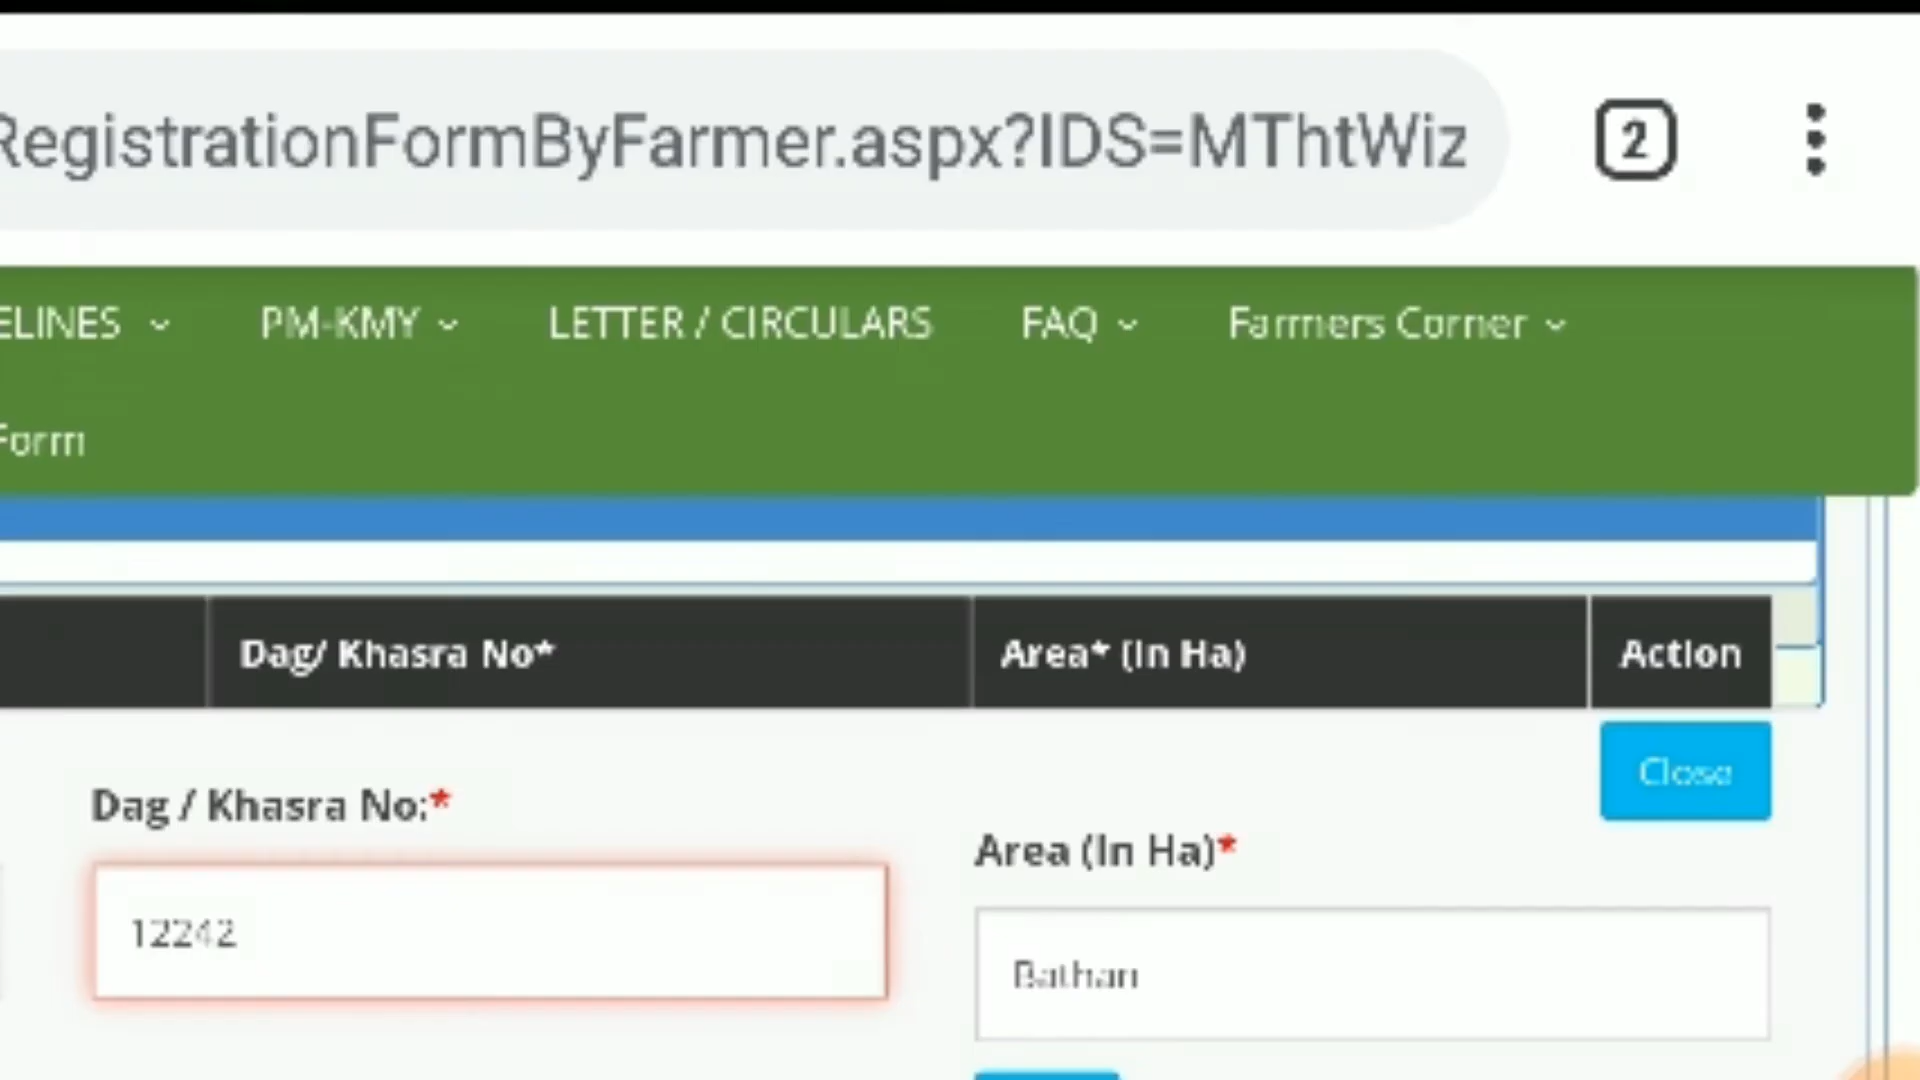 RegistrationFormByFarmer.aspx?IDS=MThtWiz
2
ELINES PM-KMY LETTER / CIRCULARS FAQ Farmers Corner
Form
Dag/ Khasra No* Area* (In Ha) Action
Close
Dag / Khasra No:*
Area (In Ha)*
12242
Bathan